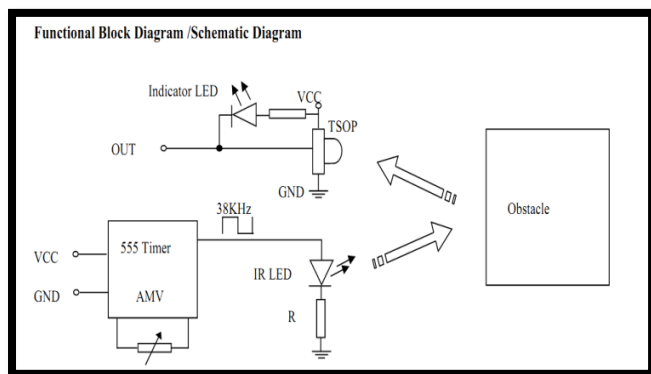 Functional Block Diagram /Schematic Diagram
Indicator LED
VCC
TSOP
OUT
GND
38KHz
Obstacle
555 Timer
VCC
IR LED
GND
AMV
R